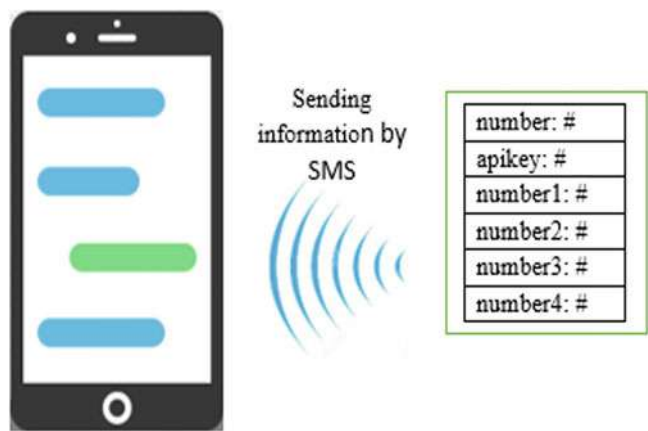 Sending
information by
SMS
number: #
apikey: #
number1: #
number2: #
number3: #
number4: #